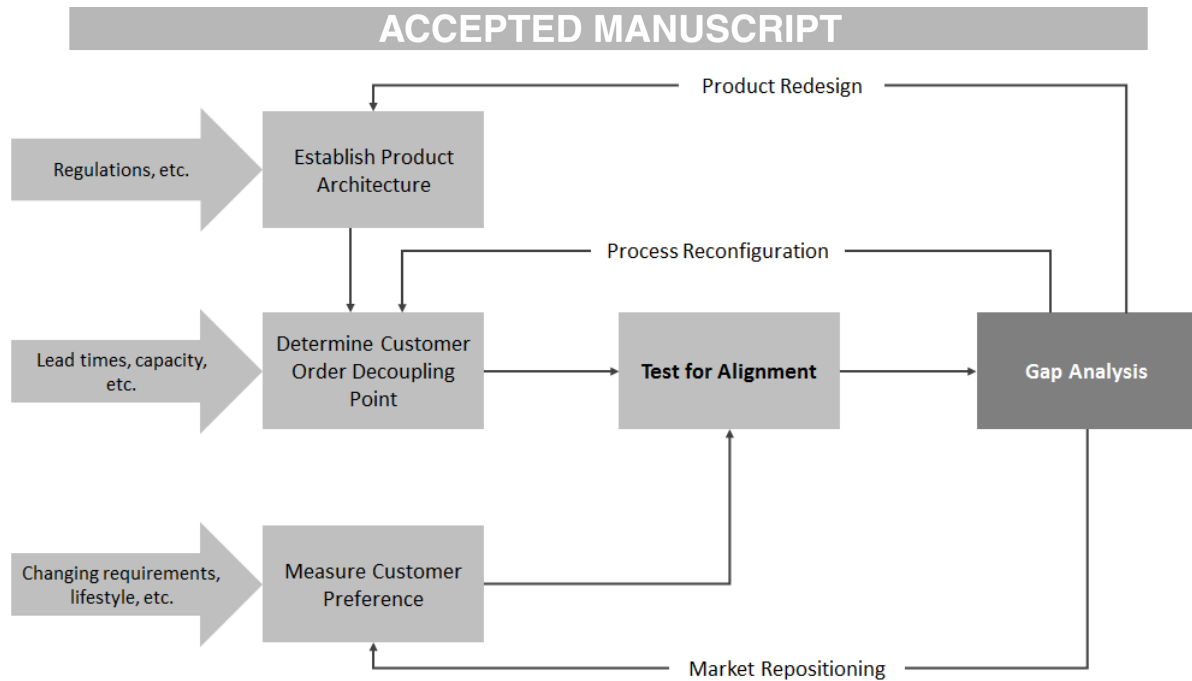 ACCEPTED MANUSCRIPT
Product Redesign
Regulations, etc.
Establish Product
Architecture
Process Reconfiguration
Lead times, capacity,
etc.
Determine Customer
Order Decoupling
Point
Test for Alignment
Gap Analysis
Changing requirements,
lifestyle, etc.
Measure Customer
Preference
Market Repositioning